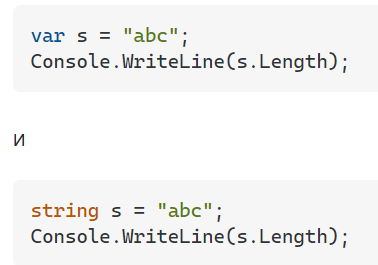 var s = "abc";
Console.WriteLine(s.Length);
и
string s = "abc";
Console.WriteLine(s.Length);